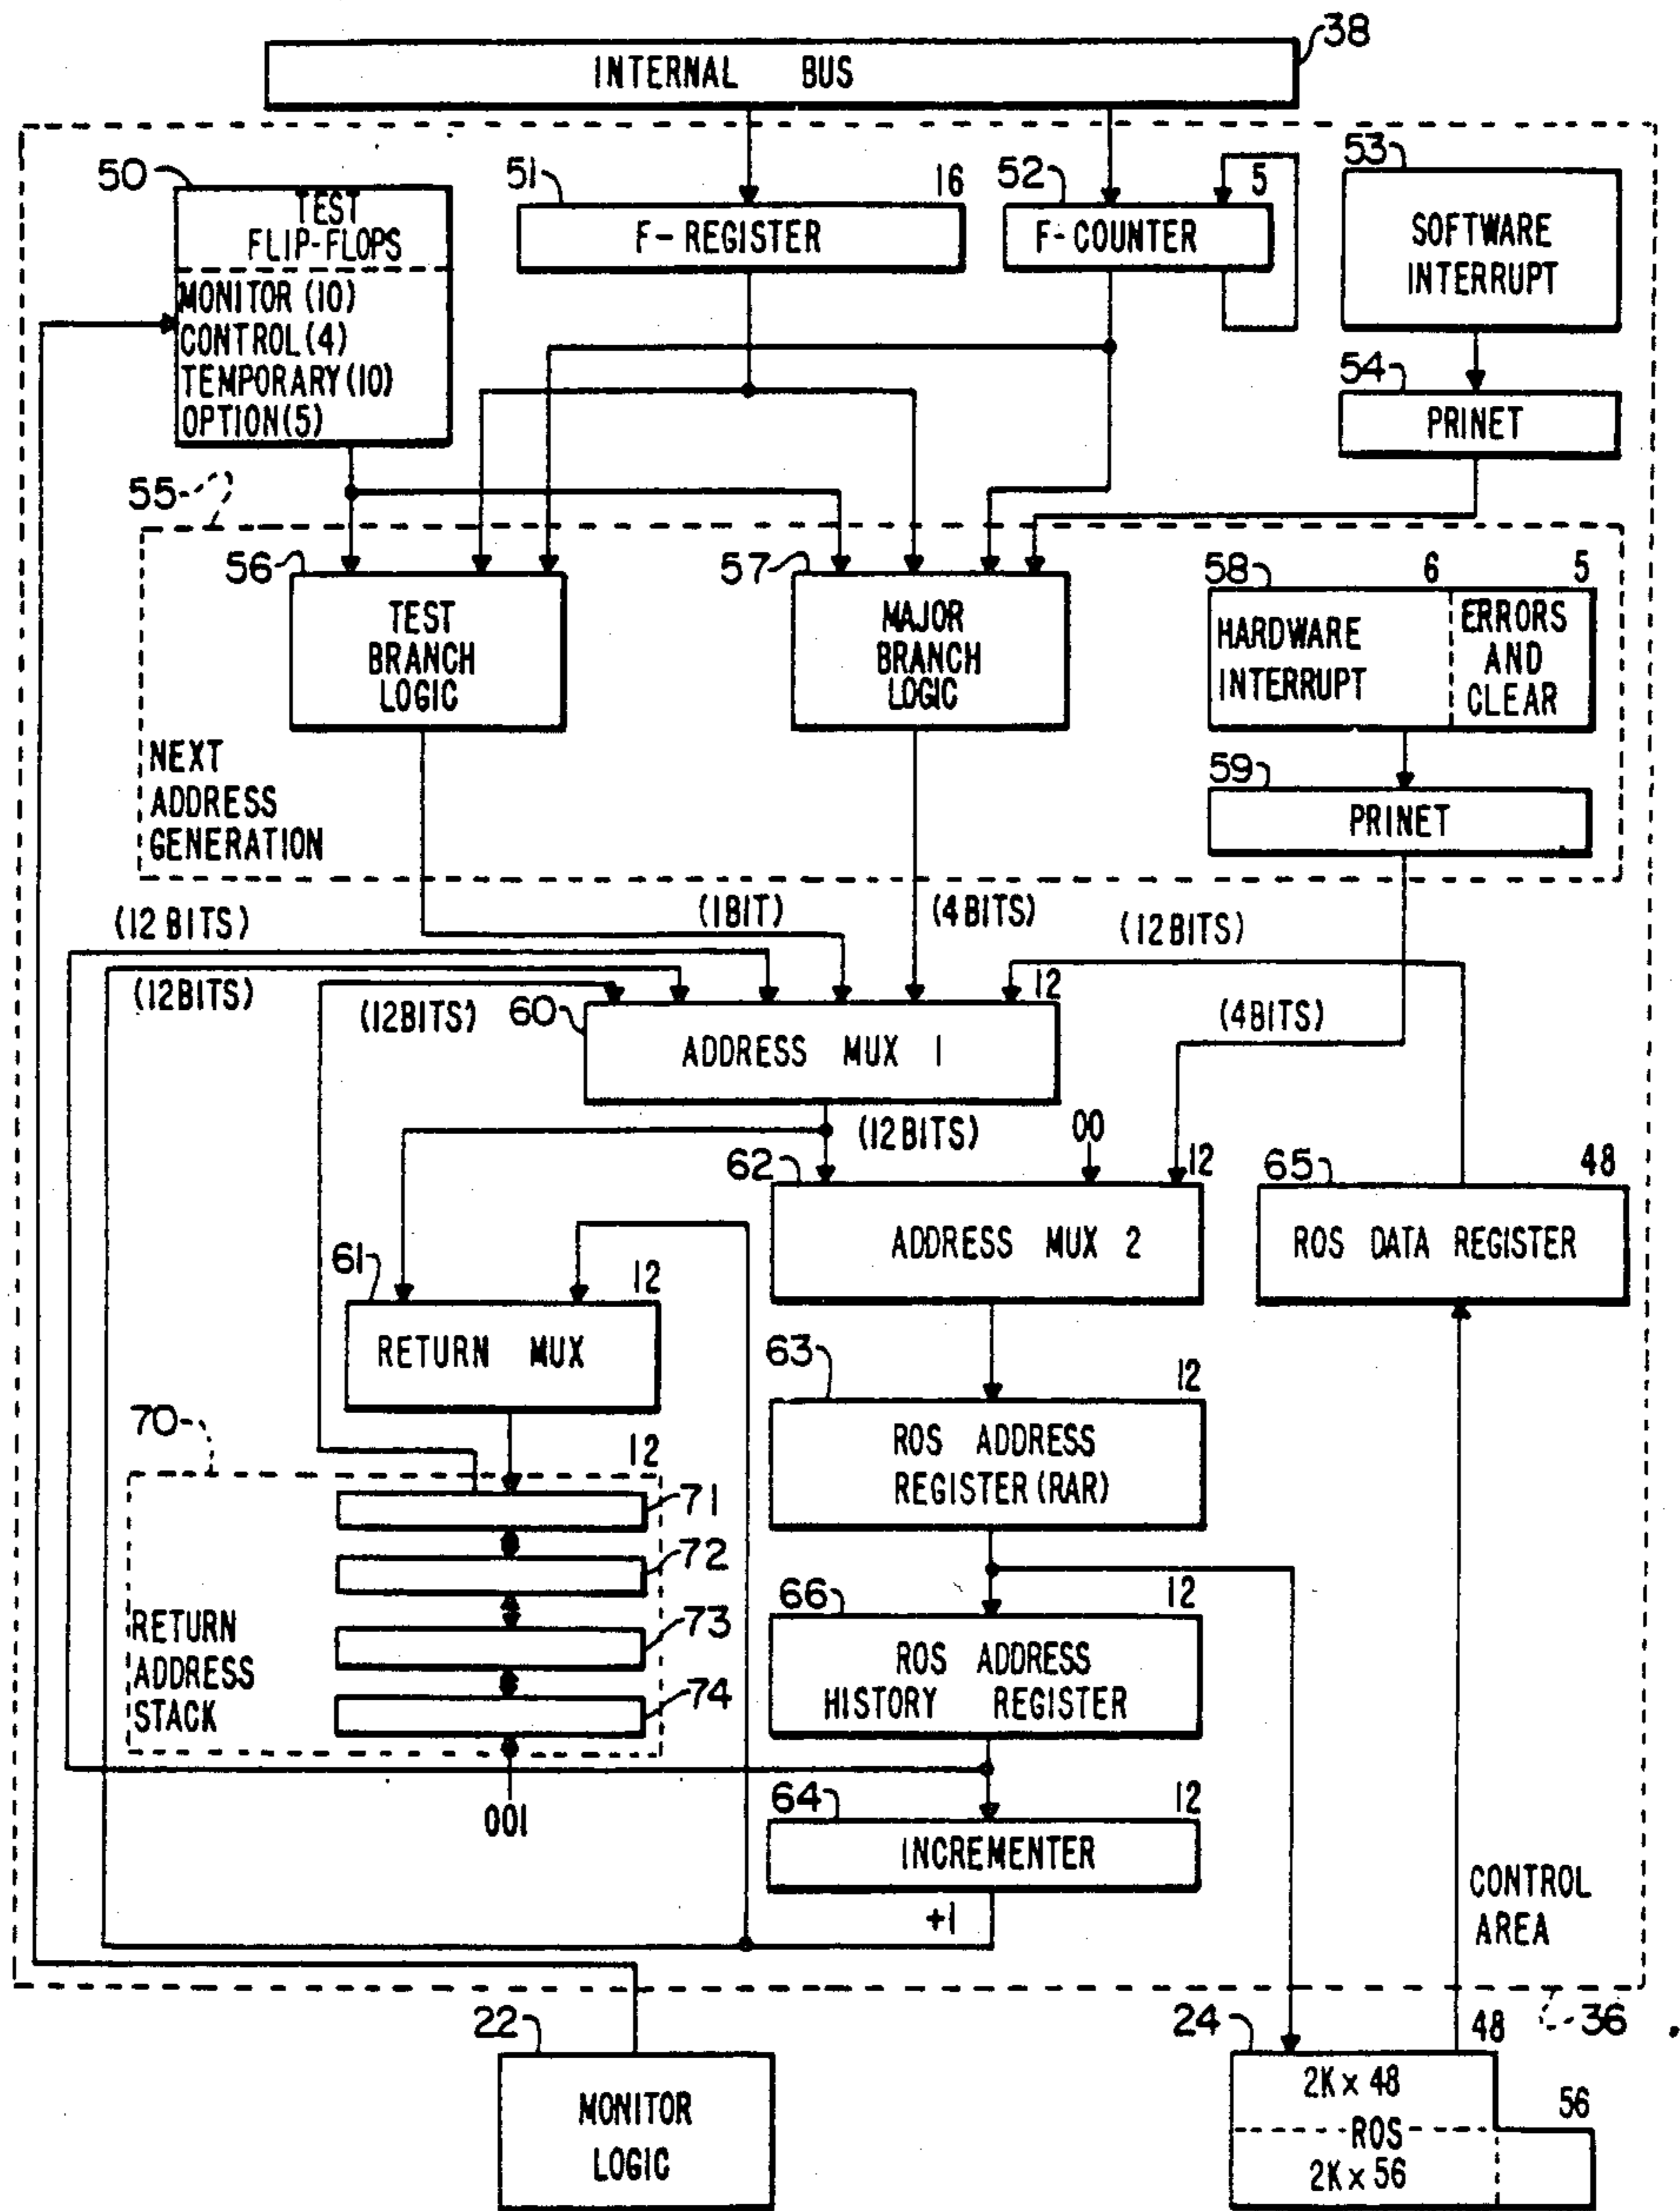 38
INTERNAL BUS
50
TEST
FLIP-FLOPS
MONITOR (10)
CONTROL (4)
TEMPORARY (10)
OPTION (5)
51
16
F-REGISTER
52
5
F-COUNTER
53
SOFTWARE
INTERRUPT
54
PRINET
55
56
TEST
BRANCH
LOGIC
57
MAJOR
BRANCH
LOGIC
58
6
5
HARDWARE
INTERRUPT
ERRORS
AND
CLEAR
59
PRINET
NEXT
ADDRESS
GENERATION
(12 BITS)
(1BIT)
(4 BITS)
(12BITS)
(12BITS)
(12BITS)
60
12
ADDRESS MUX 1
(4BITS)
(12BITS)
00
62
12
ADDRESS MUX 2
65
48
ROS DATA REGISTER
61
12
RETURN MUX
63
12
ROS ADDRESS
REGISTER (RAR)
70
12
71
72
73
74
RETURN
ADDRESS
STACK
001
66
12
ROS ADDRESS
HISTORY REGISTER
64
12
INCREMENTER
+1
CONTROL
AREA
36
22
MONITOR
LOGIC
24
48
2K x 48
56
ROS
2K x 56